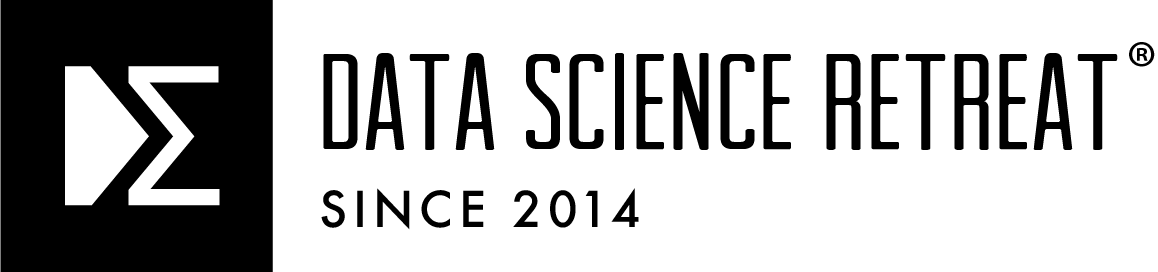 DATA SCIENCE RETREAT®
SINCE 2014